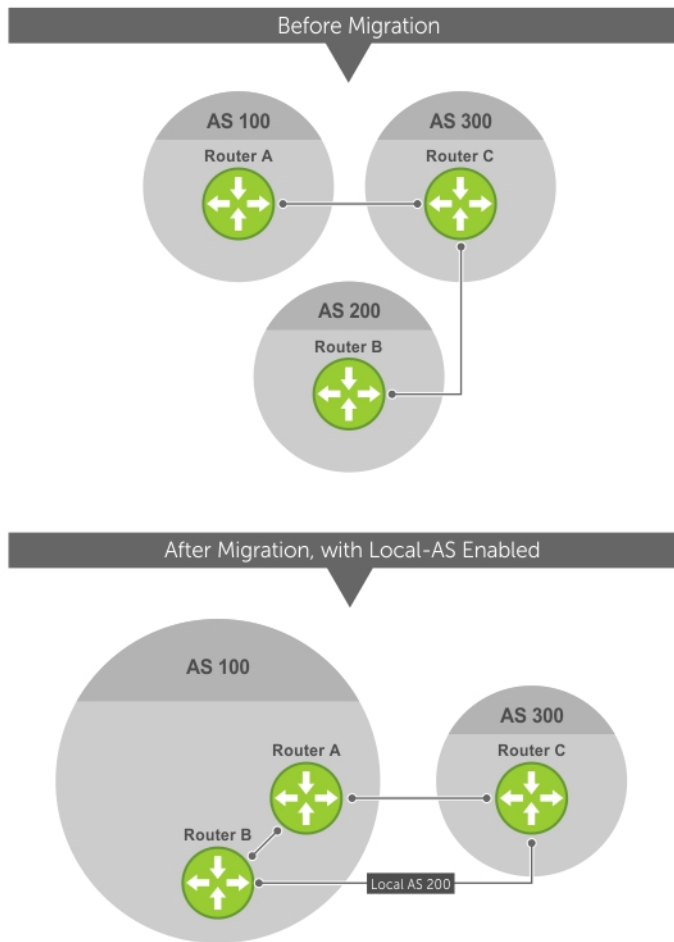 Before Migration
AS 100
AS 300
Router A
Router C
AS 200
Router B
After Migration, with Local-AS Enabled
AS 100
AS 300
Router A
Router C
Router B
Local AS 200